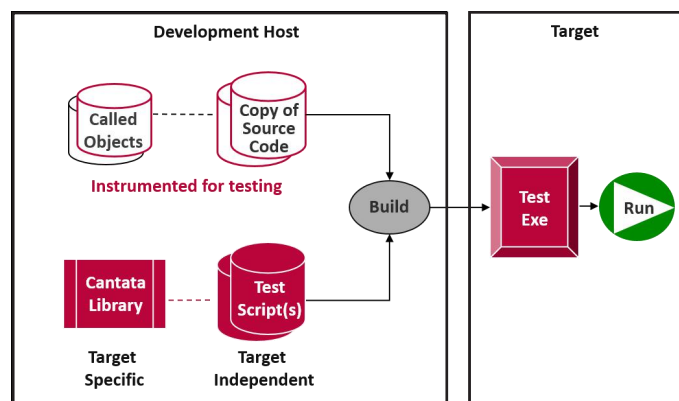 Development Host
Target
Called
Objects
Copy of
Source
Code
Instrumented for testing
Build
Test
Exe
Run
Cantata
Library
Test
Script(s)
Target
Specific
Target
Independent